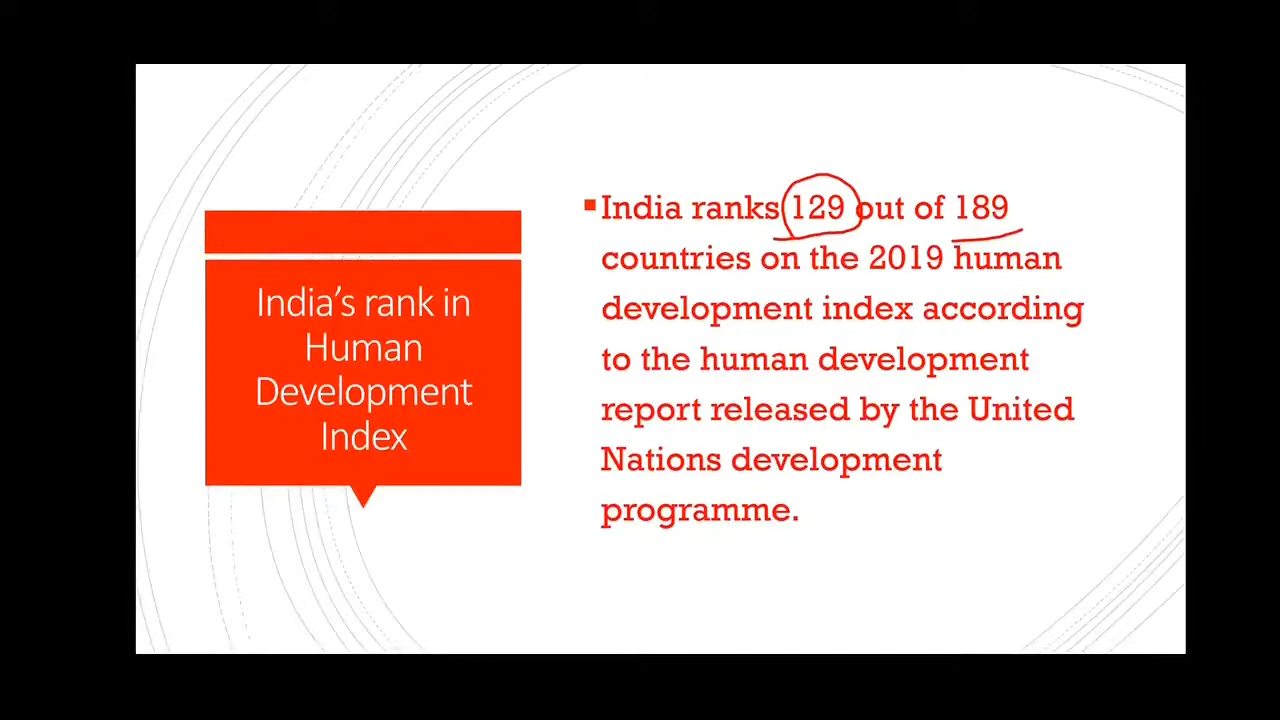 India's rank in
Human
Development
Index
India ranks 129 out of 189
countries on the 2019 human
development index according
to the human development
report released by the United
Nations development
programme.